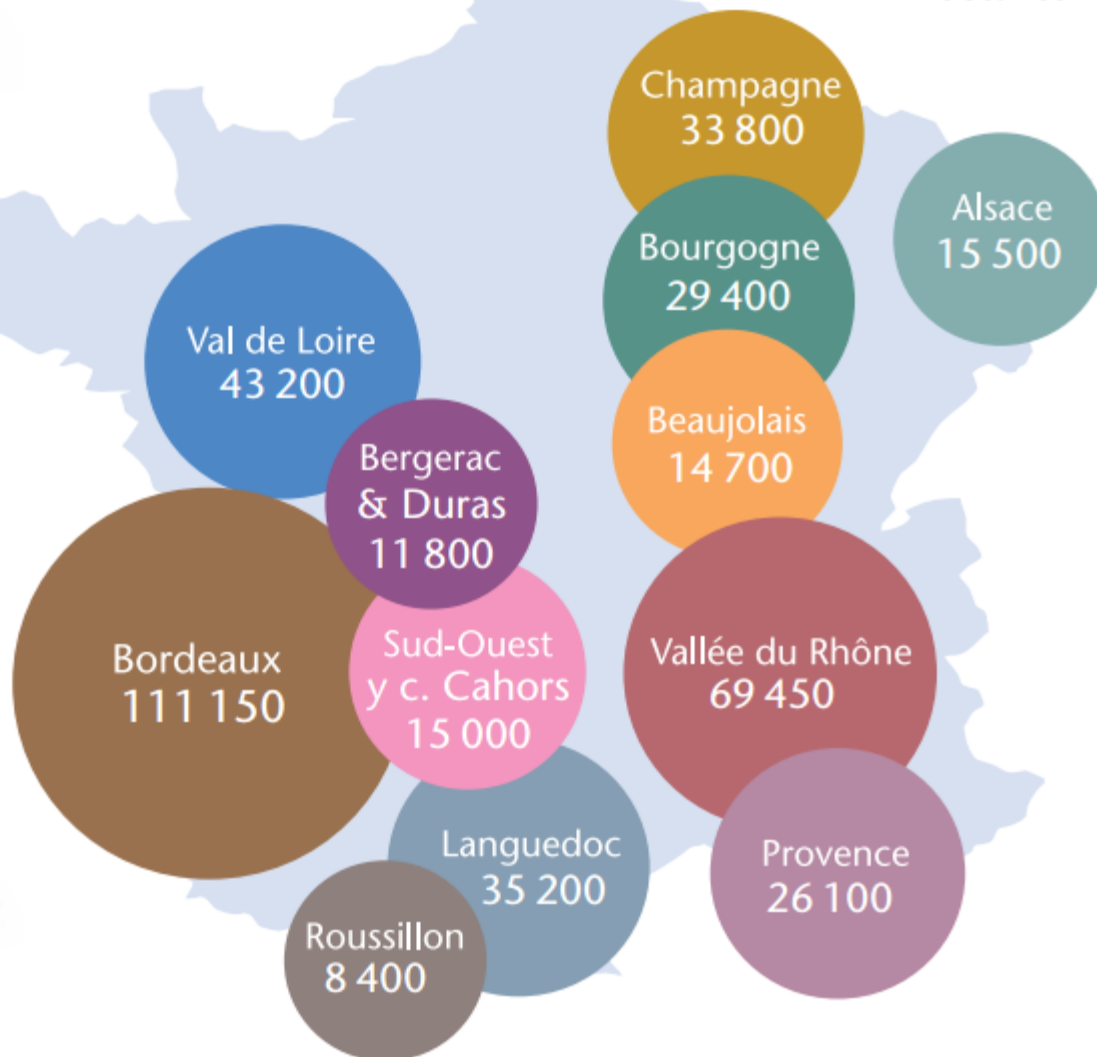 Champagne
33 800
Alsace
15 500
Bourgogne
29 400
Val de Loire
43 200
Beaujolais
14 700
Bergerac
& Duras
11 800
Bordeaux
111 150
Sud-Ouest
y c. Cahors
15 000
Vallée du Rhône
69 450
Languedoc
35 200
Provence
26 100
Roussillon
8 400